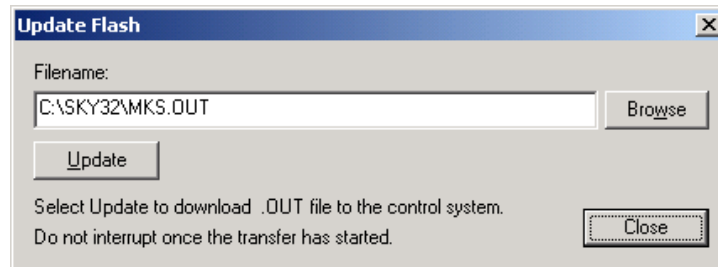 Update Flash
Filename:
C:\SKY32\MKS.OUT
Browse
Update
Select Update to download .OUT file to the control system.
Do not interrupt once the transfer has started.
Close